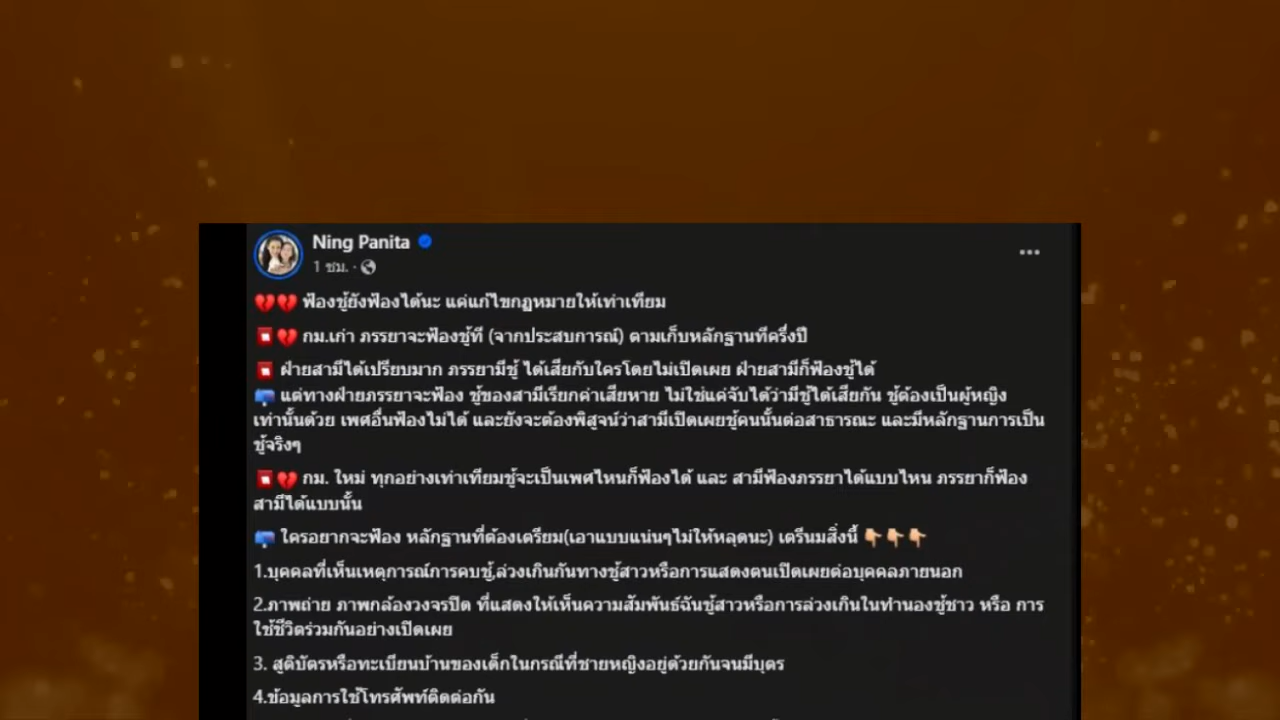 Ning Panita
1 ชม. ·
💔💔 ฟ้องชู้ยังฟ้องได้นะ แค่แก้ไขกฏหมายให้เท่าเทียม
💔 กม.เก่า ภรรยาจะฟ้องชู้ที (จากประสบการณ์) ตามเก็บหลักฐานทีครึ่งปี
ฝ่ายสามีได้เปรียบมาก ภรรยามีชู้ ได้เสียกับใครโดยไม่เปิดเผย ฝ่ายสามีก็ฟ้องชู้ได้
แต่ทางฝ่ายภรรยาจะฟ้อง ชู้ของสามีเรียกค่าเสียหาย ไม่ใช่แค่จับได้ว่ามีชู้ได้เสียกัน ชู้ต้องเป็นผู้หญิง
เท่านั้นด้วย เพศอื่นฟ้องไม่ได้ และยังจะต้องพิสูจน์ว่าสามีเปิดเผยชู้คนนั้นต่อสาธารณะ และมีหลักฐานการเป็น
ชู้จริงๆ
💔 กม. ใหม่ ทุกอย่างเท่าเทียมชู้จะเป็นเพศไหนก็ฟ้องได้ และ สามีฟ้องภรรยาได้แบบไหน ภรรยาก็ฟ้อง
สามีได้แบบนั้น
ใครอยากจะฟ้อง หลักฐานที่ต้องเตรียม(เอาแบบแน่นๆไม่ให้หลุดนะ) เตรีนมสิ่งนี้ 👇🏻👇🏻👇🏻
1.บุคคลที่เห็นเหตุการณ์การคบชู้,ล่วงเกินกันทางชู้สาวหรือการแสดงตนเปิดเผยต่อบุคคลภายนอก
2.ภาพถ่าย ภาพกล้องวงจรปิด ที่แสดงให้เห็นความสัมพันธ์ฉันชู้สาวหรือการล่วงเกินในทำนองชู้ชาว หรือ การ
ใช้ชีวิตร่วมกันอย่างเปิดเผย
3. สูติบัตรหรือทะเบียนบ้านของเด็กในกรณีที่ชายหญิงอยู่ด้วยกันจนมีบุตร
4.ข้อมูลการใช้โทรศัพท์ติดต่อกัน